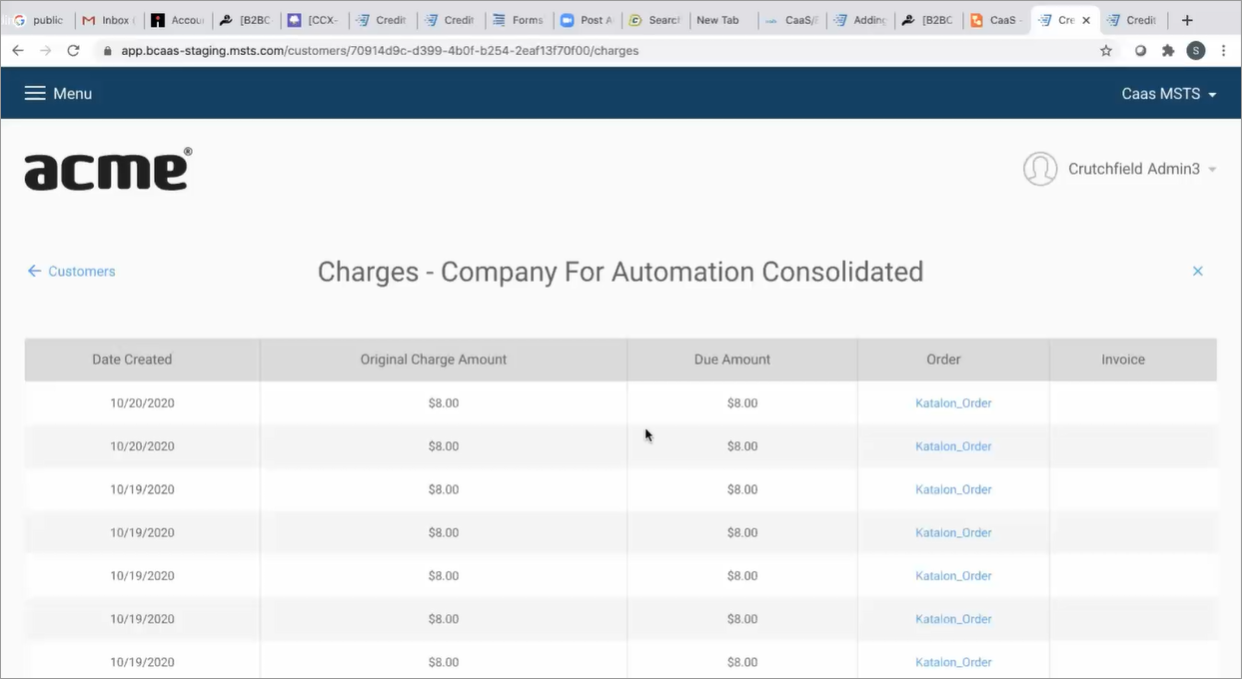 public Inbox ( Accou [B2BC [CCX- Credit Credit Forms Post A Search New Tab CaaS/ Adding [B2BC CaaS - Cre Credit
app.bcaas-staging.msts.com/customers/70914d9c-d399-4b0f-b254-2eaf13f70f00/charges S
Menu Caas MSTS
acme®
Crutchfield Admin3
Customers Charges - Company For Automation Consolidated
Date Created Original Charge Amount Due Amount Order Invoice
10/20/2020 $8.00 $8.00 Katalon_Order
10/20/2020 $8.00 $8.00 Katalon_Order
10/19/2020 $8.00 $8.00 Katalon_Order
10/19/2020 $8.00 $8.00 Katalon_Order
10/19/2020 $8.00 $8.00 Katalon_Order
10/19/2020 $8.00 $8.00 Katalon_Order
10/19/2020 $8.00 $8.00 Katalon_Order